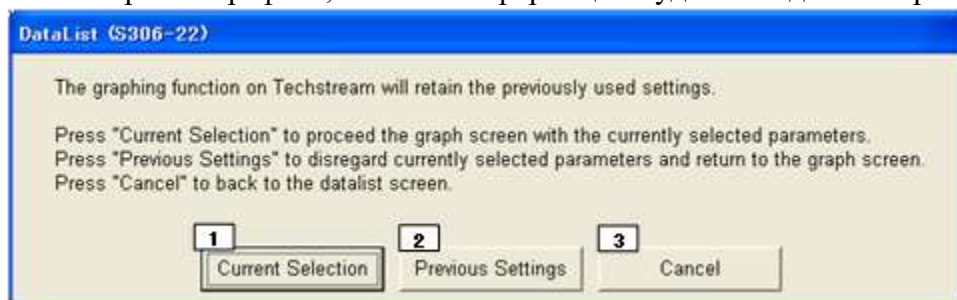 DataList (S306-22)
The graphing function on Techstream will retain the previously used settings.
Press "Current Selection" to proceed the graph screen with the currently selected parameters.
Press "Previous Settings" to disregard currently selected parameters and return to the graph screen.
Press "Cancel" to back to the datalist screen.
1 2 3
Current Selection Previous Settings Cancel